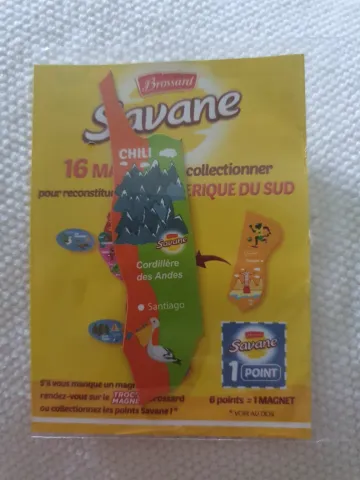 Brossard
Savane
CHILI
16 MA collectionner
pour reconstitu ERIQUE DU SUD
Savane
Cordillère
des Andes
Santiago
Savane
1 POINT
S'il vous manque un magn
rendez-vous sur le TROC' MAGNE Brossard
ou collectionnez les points Savane ! *
6 points = 1 MAGNET
* VOIR AU DOS